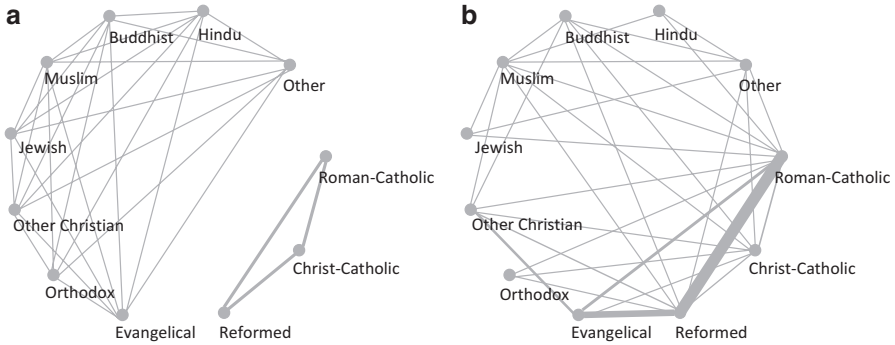 a
Buddhist
Hindu
Muslim
Other
Jewish
Roman-Catholic
Other Christian
Christ-Catholic
Orthodox
Evangelical
Reformed
b
Buddhist
Hindu
Muslim
Other
Jewish
Roman-Catholic
Other Christian
Christ-Catholic
Orthodox
Evangelical
Reformed